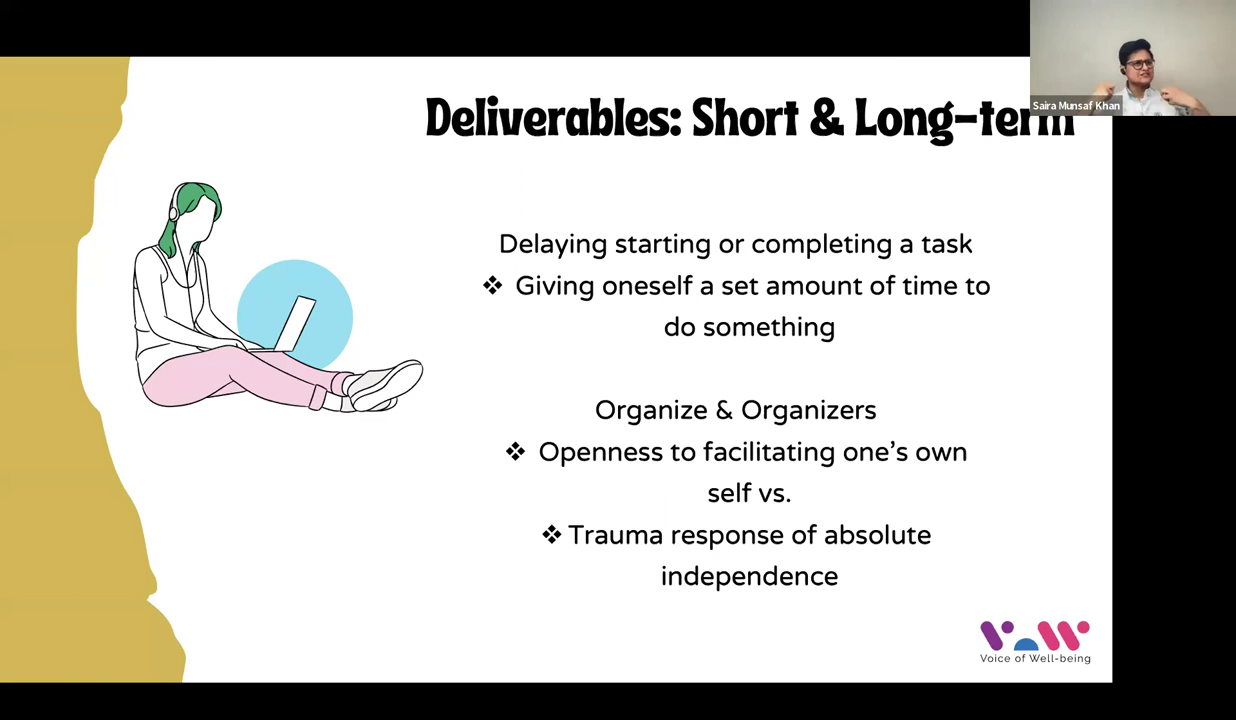 Deliverables: Short & Long-term
Saira Munsaf Khan
Delaying starting or completing a task
❖ Giving oneself a set amount of time to
do something
Organize & Organizers
❖ Openness to facilitating one's own
self vs.
❖ Trauma response of absolute
independence
Voice of Well-being